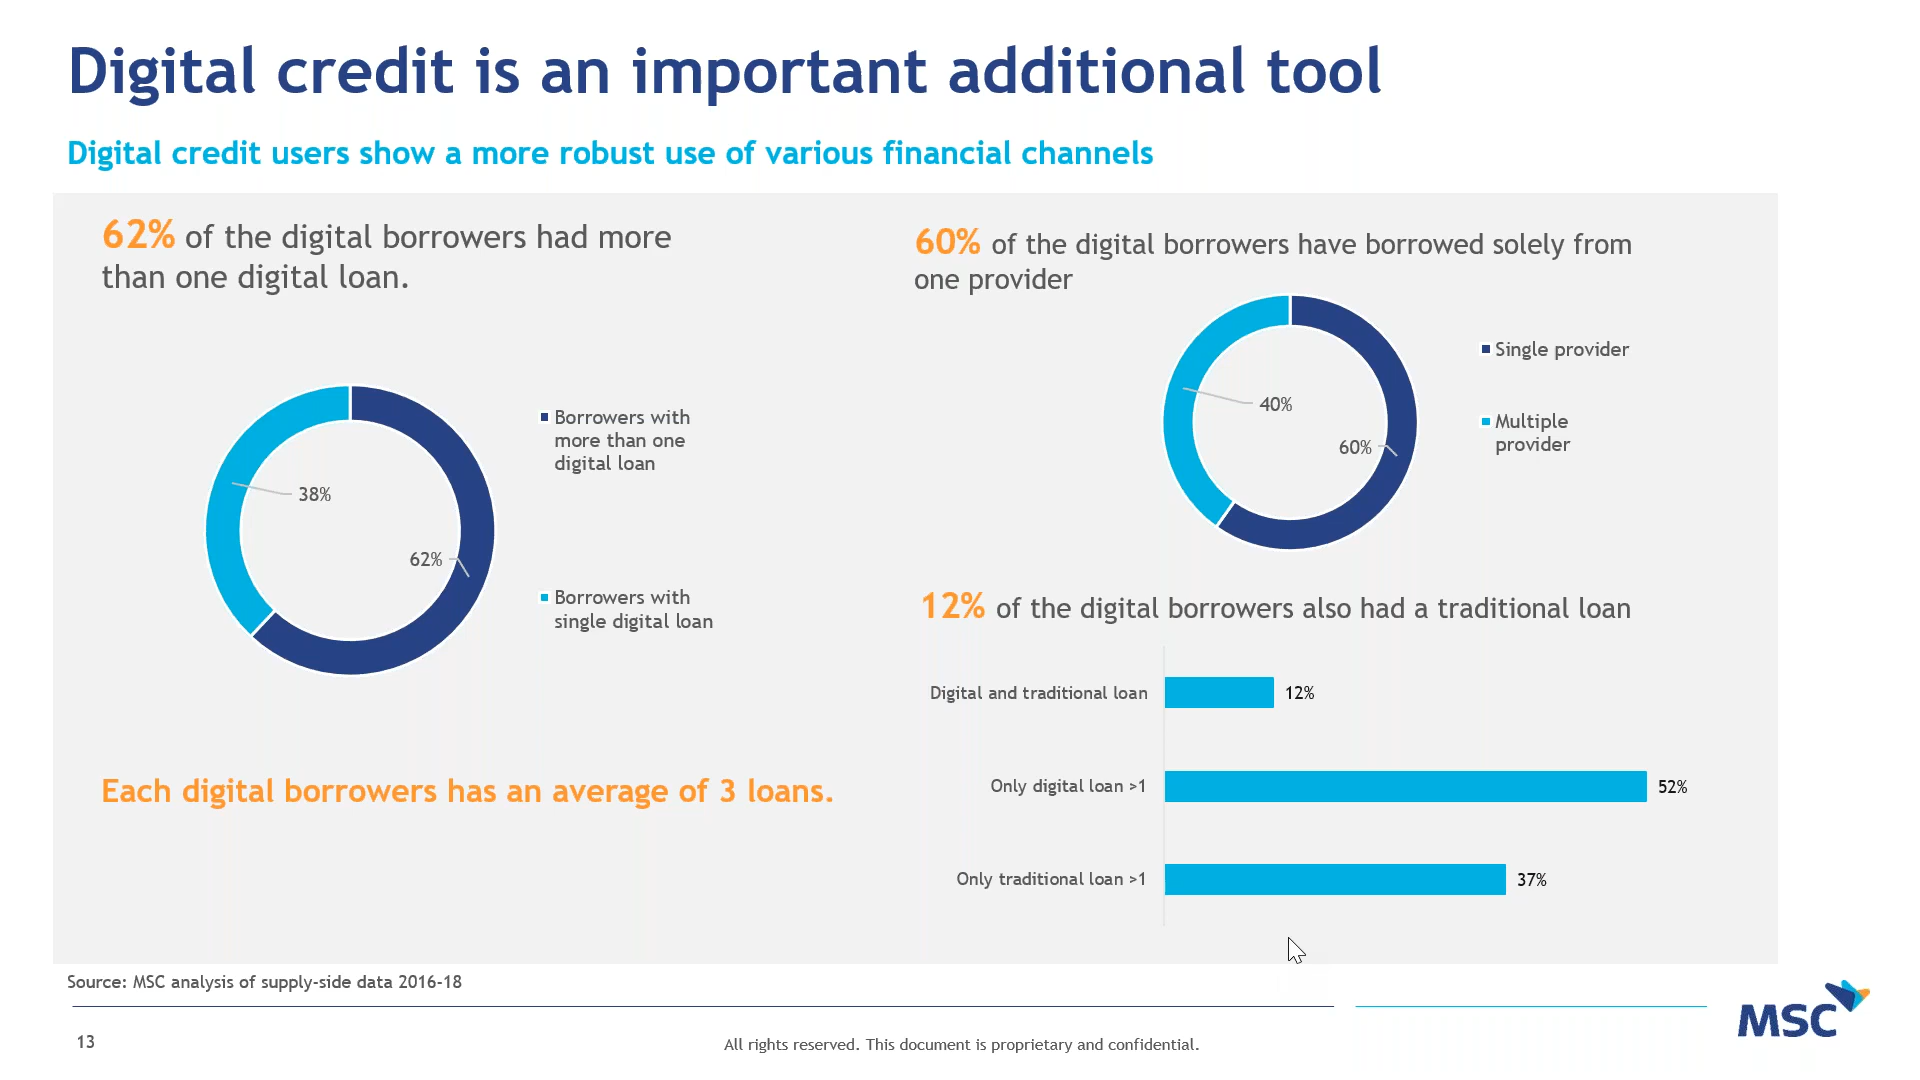 Digital credit is an important additional tool
Digital credit users show a more robust use of various financial channels
62% of the digital borrowers had more
than one digital loan.
38%
62%
Borrowers with
more than one
digital loan
Borrowers with
single digital loan
Each digital borrowers has an average of 3 loans.
60% of the digital borrowers have borrowed solely from
one provider
40%
60%
Single provider
Multiple
provider
12% of the digital borrowers also had a traditional loan
Digital and traditional loan 12%
Only digital loan >1 52%
Only traditional loan >1 37%
Source: MSC analysis of supply-side data 2016-18
13
All rights reserved. This document is proprietary and confidential.
MSC